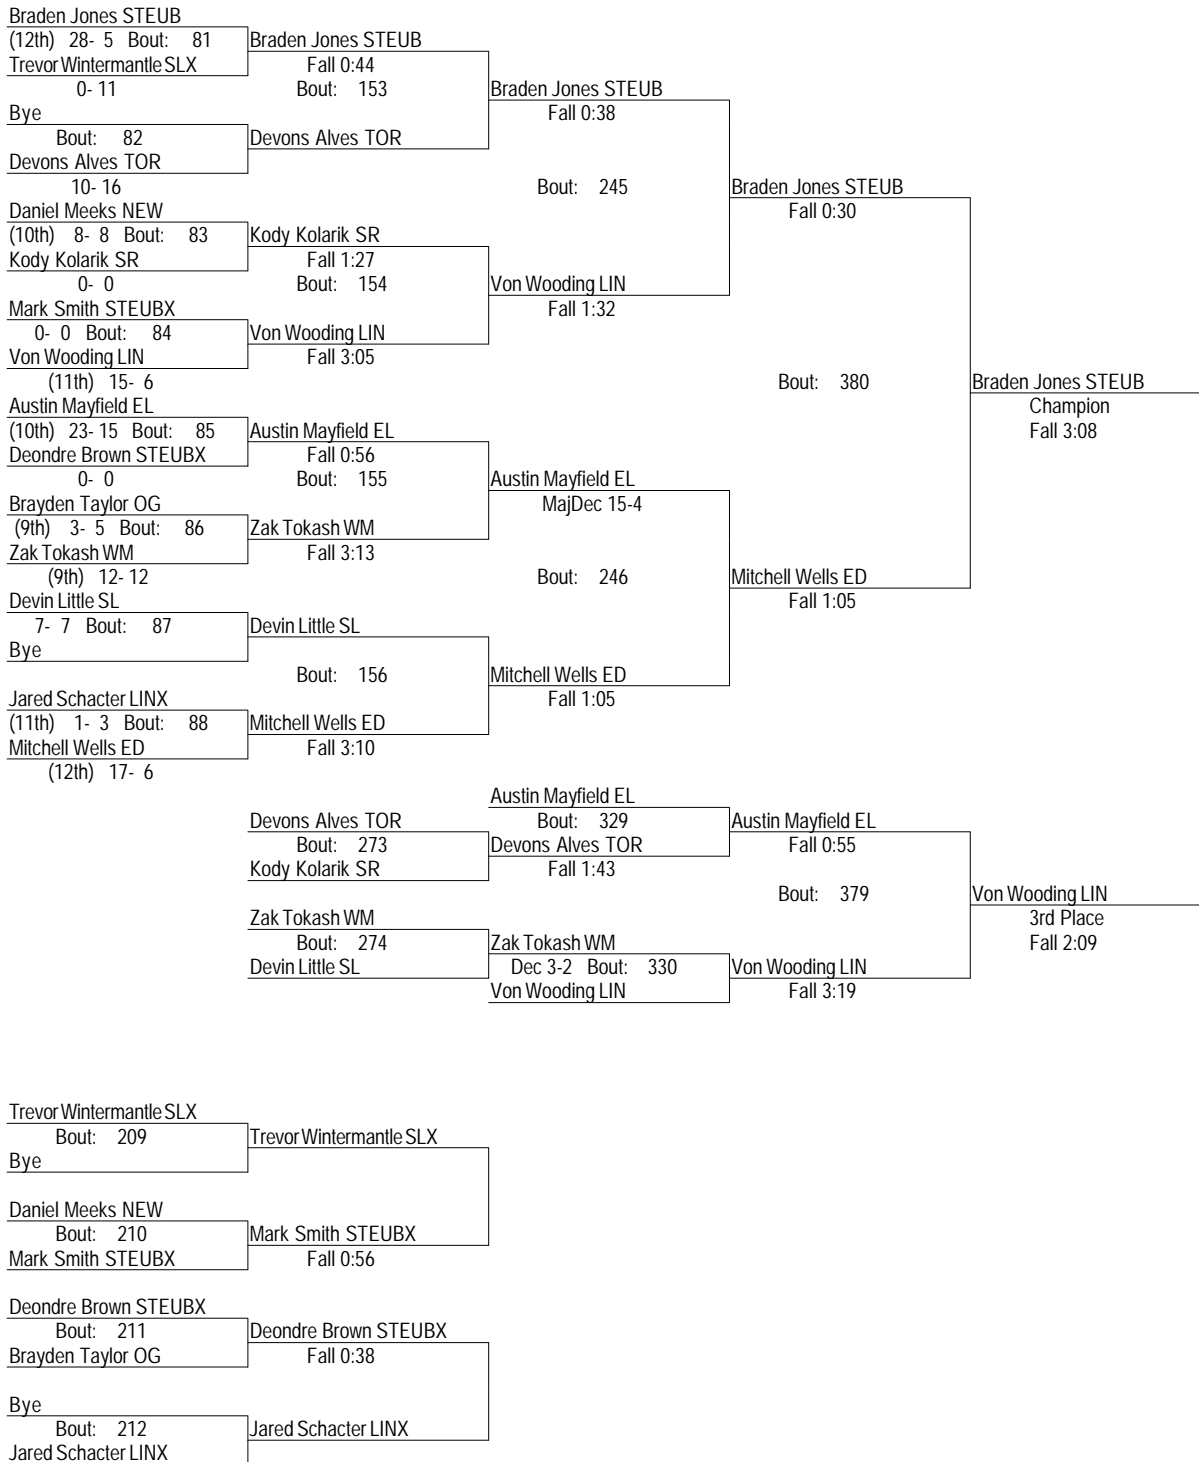 Braden Jones STEUB
(12th) 28- 5 Bout: 81 Braden Jones STEUB
Trevor Wintermantle SLX Fall 0:44
0- 11 Bout: 153 Braden Jones STEUB
Bye Fall 0:38
Bout: 82 Devons Alves TOR
Devons Alves TOR
10- 16 Bout: 245 Braden Jones STEUB
Daniel Meeks NEW Fall 0:30
(10th) 8- 8 Bout: 83 Kody Kolarik SR
Kody Kolarik SR Fall 1:27
0- 0 Bout: 154 Von Wooding LIN
Mark Smith STEUBX Fall 1:32
0- 0 Bout: 84 Von Wooding LIN
Von Wooding LIN Fall 3:05
(11th) 15- 6 Bout: 380 Braden Jones STEUB
Austin Mayfield EL Champion
(10th) 23- 15 Bout: 85 Austin Mayfield EL Fall 3:08
Deondre Brown STEUBX Fall 0:56
0- 0 Bout: 155 Austin Mayfield EL
Brayden Taylor OG MajDec 15-4
(9th) 3- 5 Bout: 86 Zak Tokash WM
Zak Tokash WM Fall 3:13
(9th) 12- 12 Bout: 246 Mitchell Wells ED
Devin Little SL Fall 1:05
7- 7 Bout: 87 Devin Little SL
Bye
Bout: 156 Mitchell Wells ED
Jared Schacter LINX Fall 1:05
(11th) 1- 3 Bout: 88 Mitchell Wells ED
Mitchell Wells ED Fall 3:10
(12th) 17- 6
Austin Mayfield EL
Devons Alves TOR Bout: 329 Austin Mayfield EL
Bout: 273 Devons Alves TOR Fall 0:55
Kody Kolarik SR Fall 1:43
Bout: 379 Von Wooding LIN
Zak Tokash WM 3rd Place
Bout: 274 Zak Tokash WM Fall 2:09
Devin Little SL Dec 3-2 Bout: 330 Von Wooding LIN
Von Wooding LIN Fall 3:19
Trevor Wintermantle SLX
Bout: 209 Trevor Wintermantle SLX
Bye
Daniel Meeks NEW
Bout: 210 Mark Smith STEUBX
Mark Smith STEUBX Fall 0:56
Deondre Brown STEUBX
Bout: 211 Deondre Brown STEUBX
Brayden Taylor OG Fall 0:38
Bye
Bout: 212 Jared Schacter LINX
Jared Schacter LINX